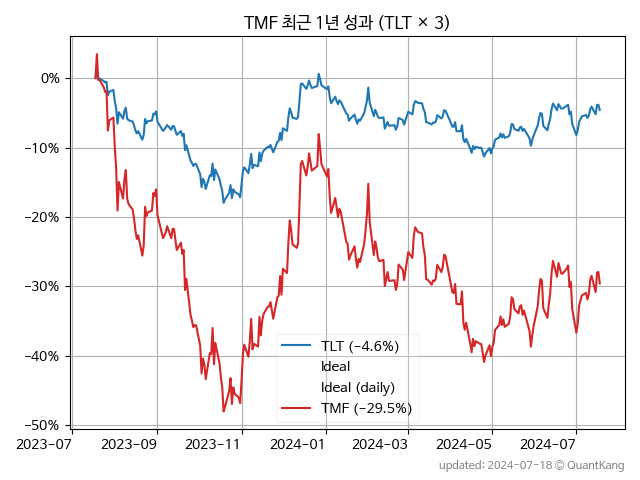 TMF 최근 1년 성과 (TLT × 3)
0%
−10%
−20%
−30%
−40%
−50%
2023-07
2023-09
2023-11
2024-01
2024-03
2024-05
2024-07
TLT (−4.6%)
Ideal
Ideal (daily)
TMF (−29.5%)
updated: 2024-07-18 © QuantKang